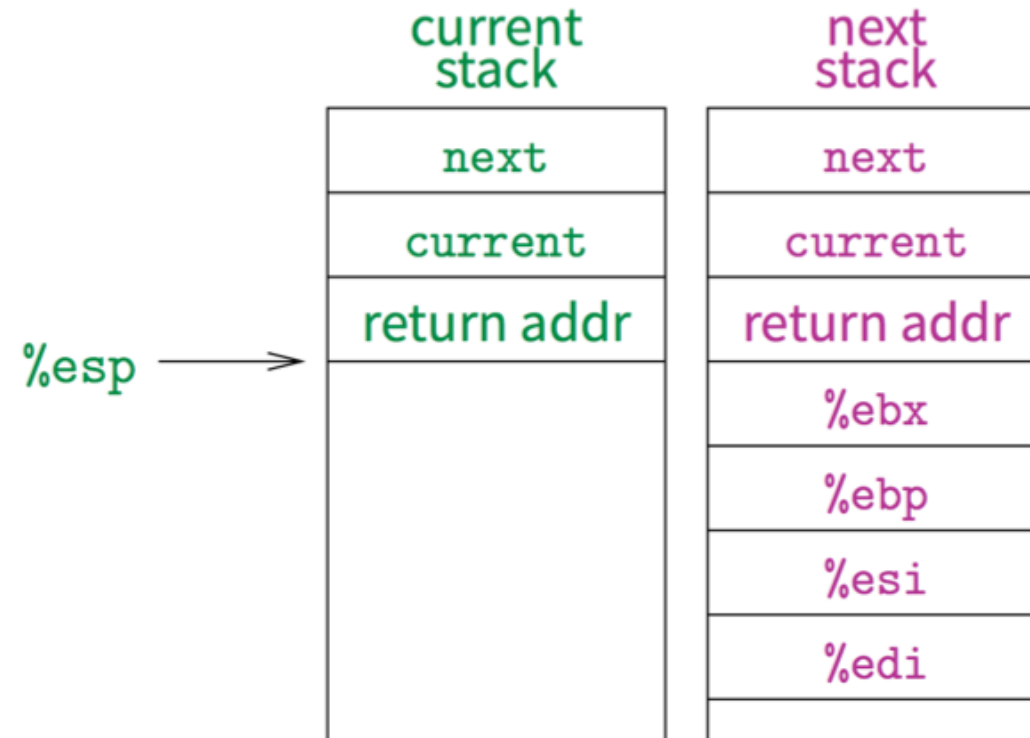 current
stack
next
current
return addr
%esp
next
stack
next
current
return addr
%ebx
%ebp
%esi
%edi